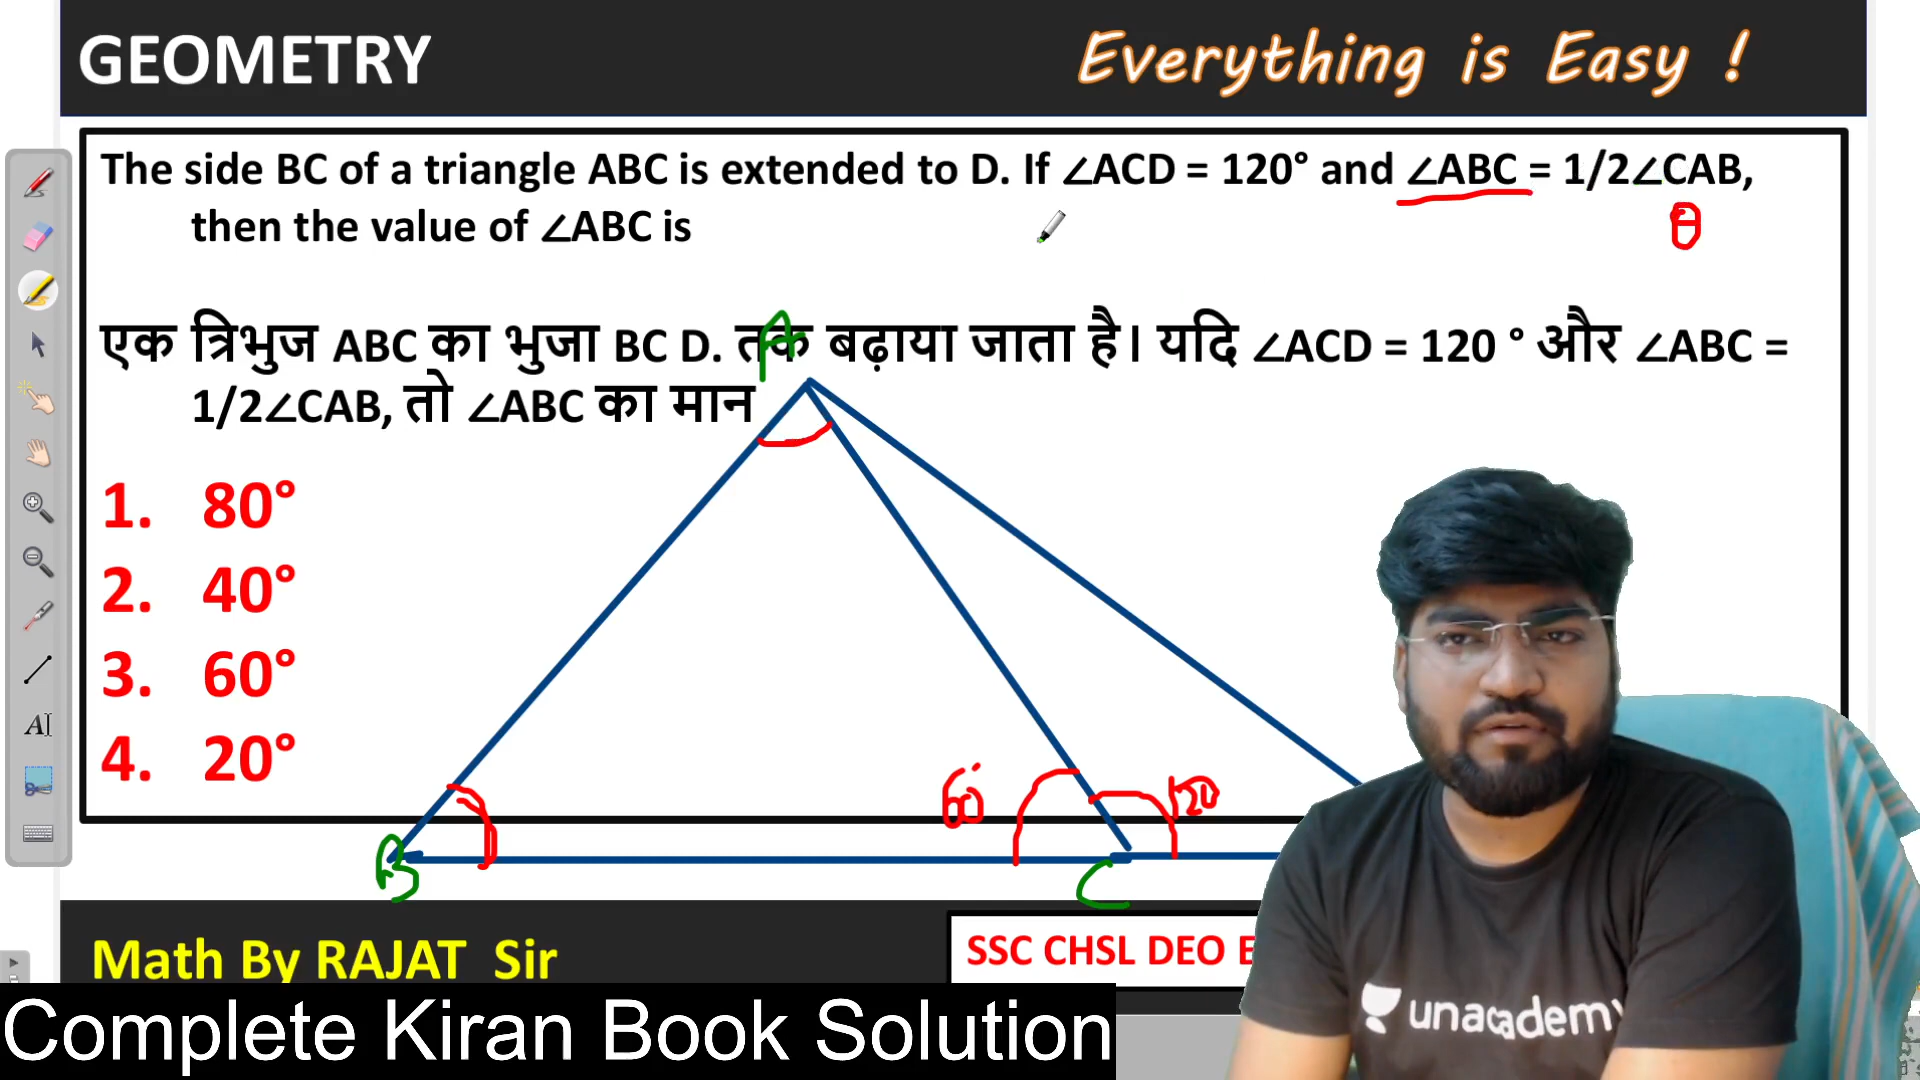 GEOMETRY
Everything is Easy !
The side BC of a triangle ABC is extended to D. If ∠ACD = 120° and ∠ABC = 1/2∠CAB,
then the value of ∠ABC is
θ
A
एक त्रिभुज ABC का भुजा BC D. तक बढ़ाया जाता है। यदि ∠ACD = 120 ° और ∠ABC =
1/2∠CAB, तो ∠ABC का मान
1. 80°
2. 40°
3. 60°
4. 20°
60°
120
B
C
AI
Math By RAJAT Sir
SSC CHSL DEO
unacademy
Complete Kiran Book Solution